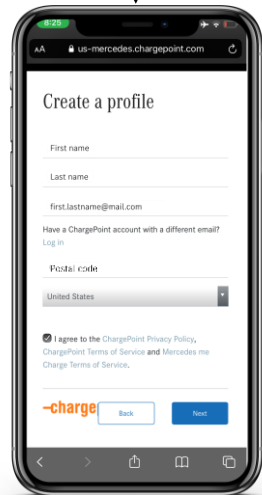 6:25
AA us-mercedes.chargepoint.com
Create a profile
First name
Last name
first.lastname@mail.com
Have a ChargePoint account with a different email?
Log in
Postal code
United States
I agree to the ChargePoint Privacy Policy,
ChargePoint Terms of Service and Mercedes me
Charge Terms of Service.
-charge Back Next